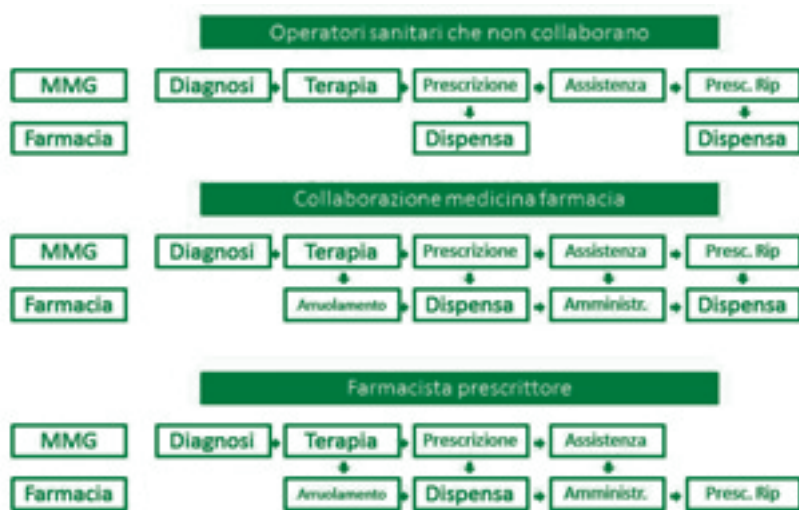 Operatori sanitari che non collaborano
MMG Diagnosi Terapia Prescrizione Assistenza Presc. Rip
Farmacia Dispensa Dispensa
Collaborazione medicina farmacia
MMG Diagnosi Terapia Prescrizione Assistenza Presc. Rip
Farmacia Arruolamento Dispensa Amministr. Dispensa
Farmacista prescrittore
MMG Diagnosi Terapia Prescrizione Assistenza
Farmacia Arruolamento Dispensa Amministr. Presc. Rip